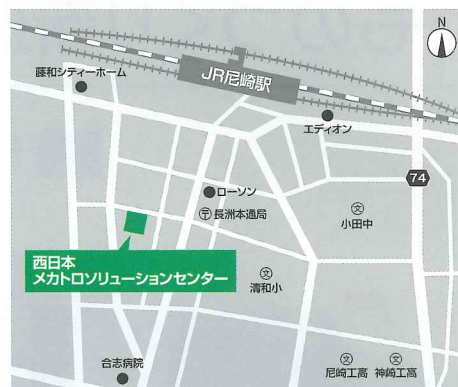 N
JR尼崎駅
藤和シティーホーム
エディオン
74
ローソン
〒長洲本通局
文
小田中
西日本
メカトロソリューションセンター
文
清和小
合志病院
文
尼崎工高
文
神崎工高